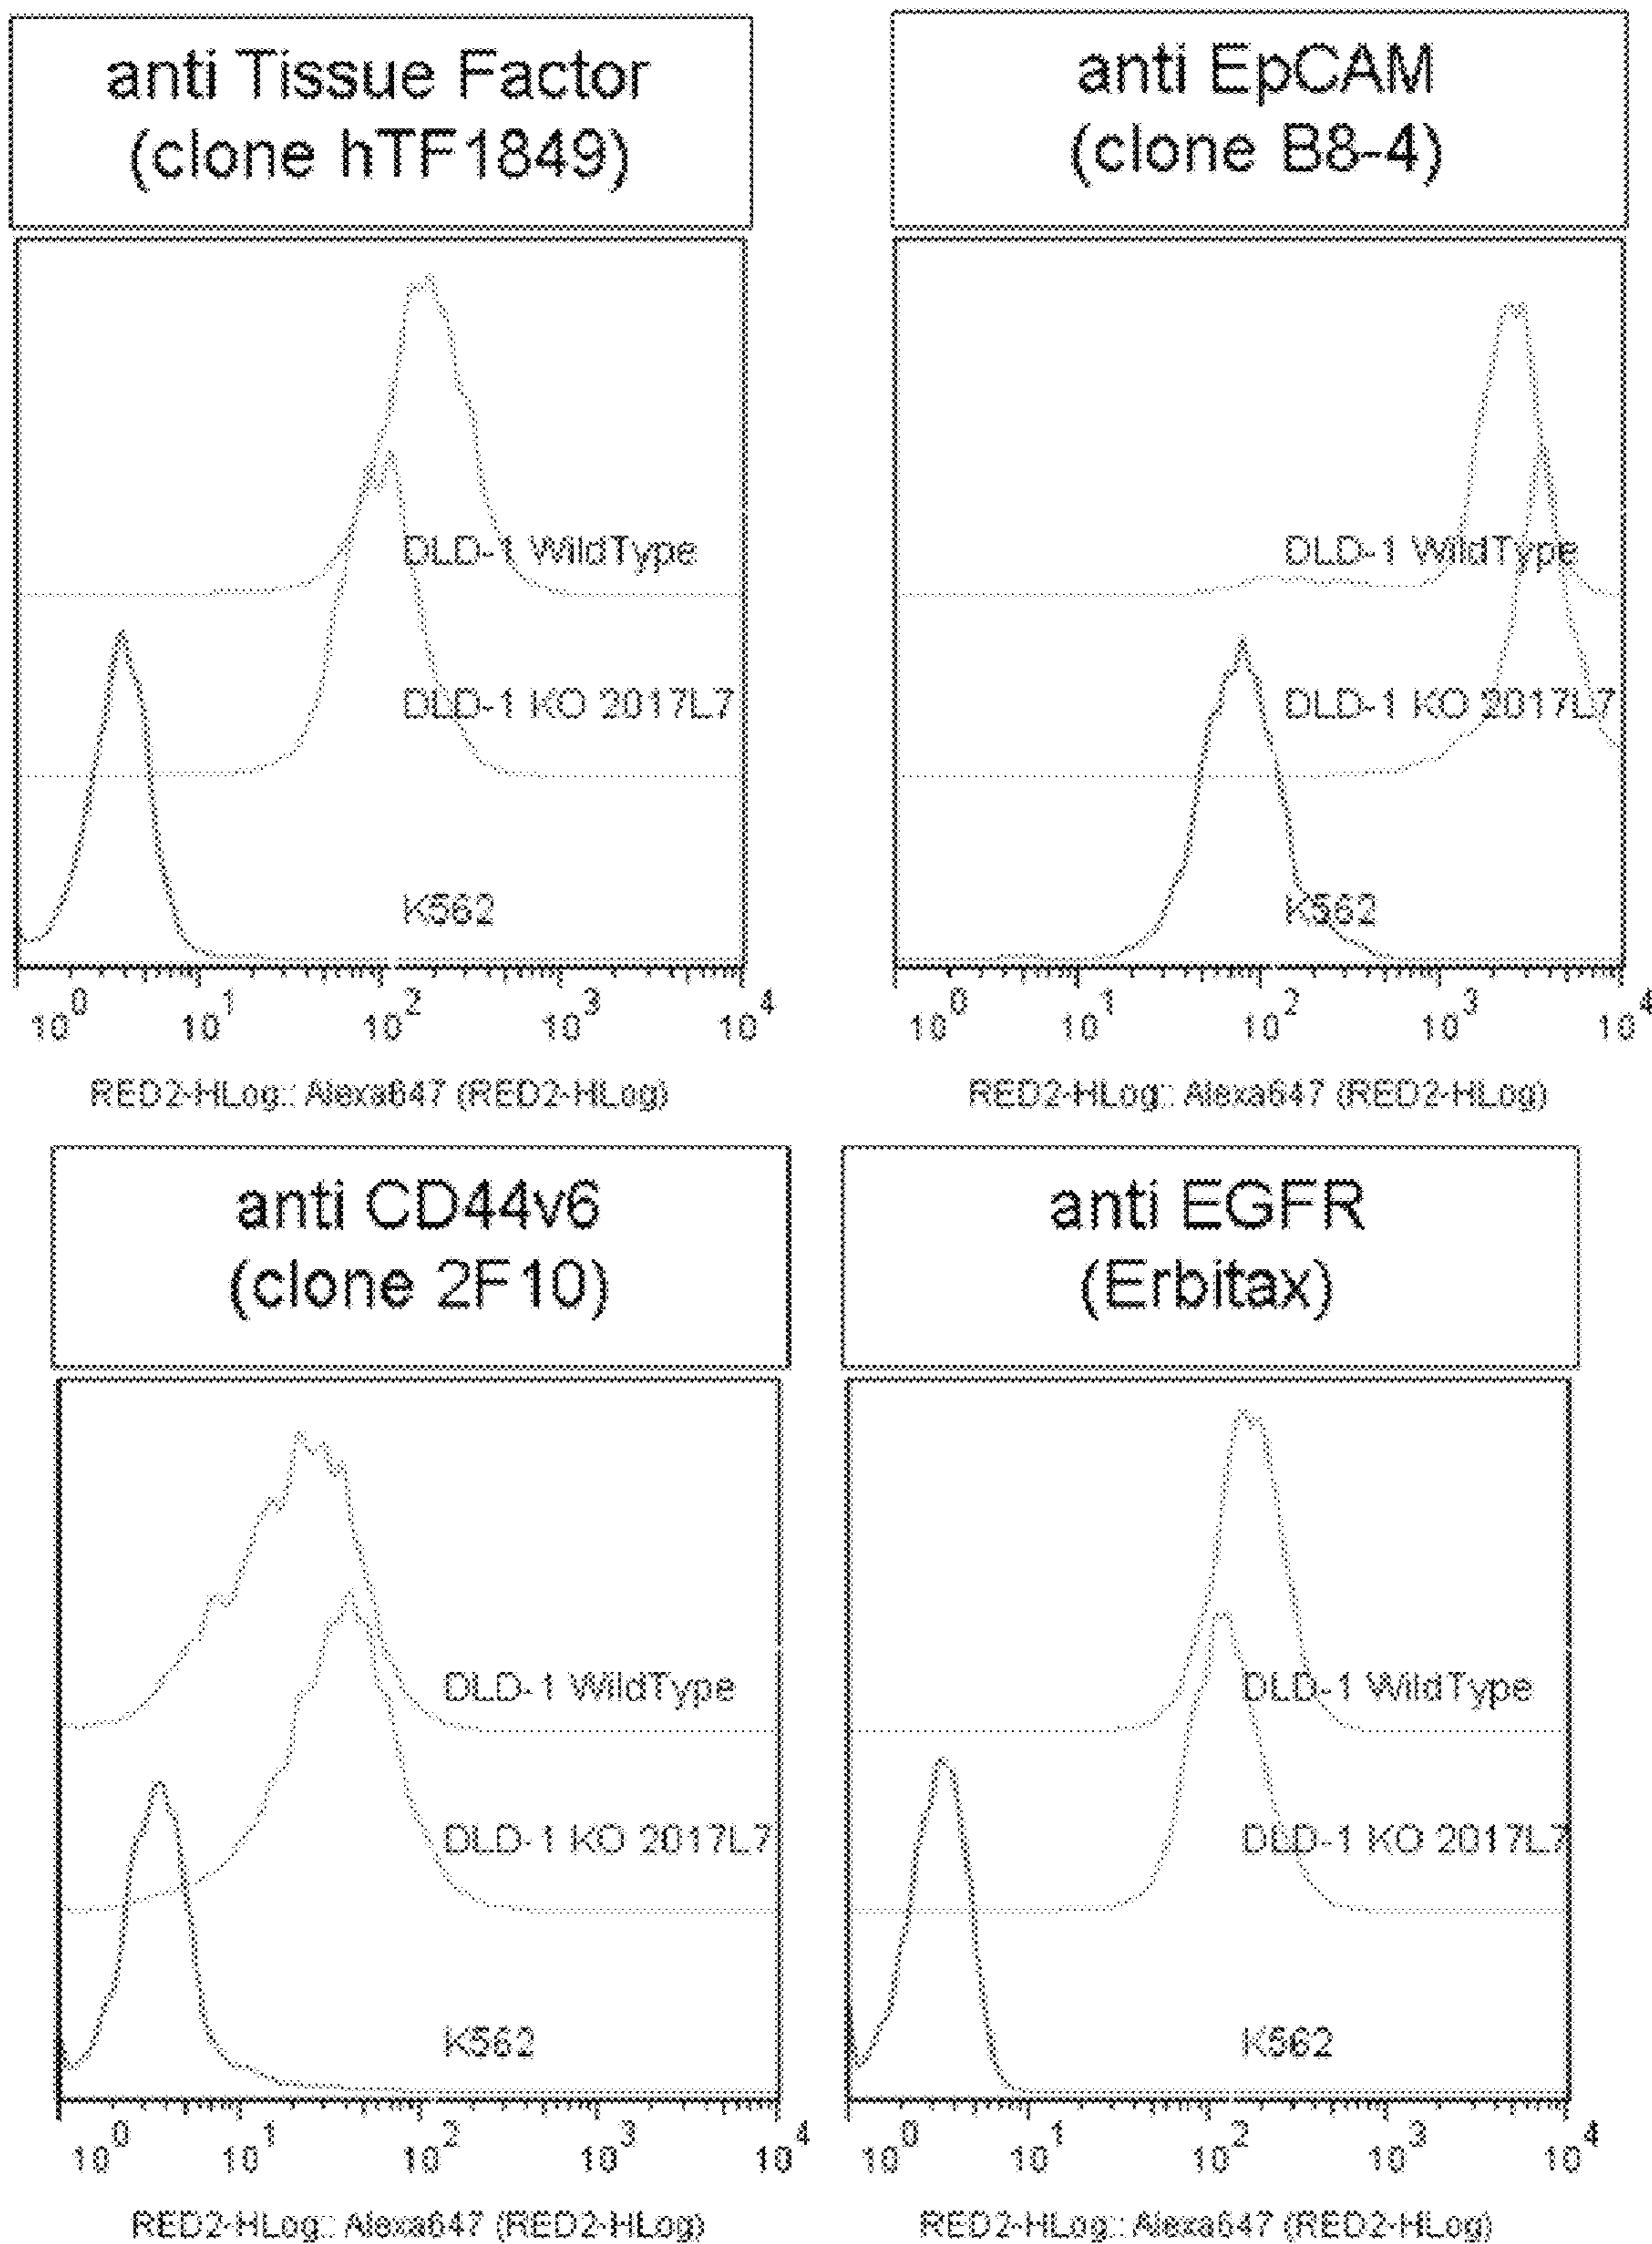 anti Tissue Factor
(clone hTF1849)
DLD-1 WildType
DLD-1 KO 2017L7
K562
10^0 10^1 10^2 10^3 10^4
RED2-HLog:: Alexa647 (RED2-HLog)
anti EpCAM
(clone B8-4)
DLD-1 WildType
DLD-1 KO 2017L7
K562
10^0 10^1 10^2 10^3 10^4
RED2-HLog:: Alexa647 (RED2-HLog)
anti CD44v6
(clone 2F10)
DLD-1 WildType
DLD-1 KO 2017L7
K562
10^0 10^1 10^2 10^3 10^4
RED2-HLog:: Alexa647 (RED2-HLog)
anti EGFR
(Erbitax)
DLD-1 WildType
DLD-1 KO 2017L7
K562
10^0 10^1 10^2 10^3 10^4
RED2-HLog:: Alexa647 (RED2-HLog)